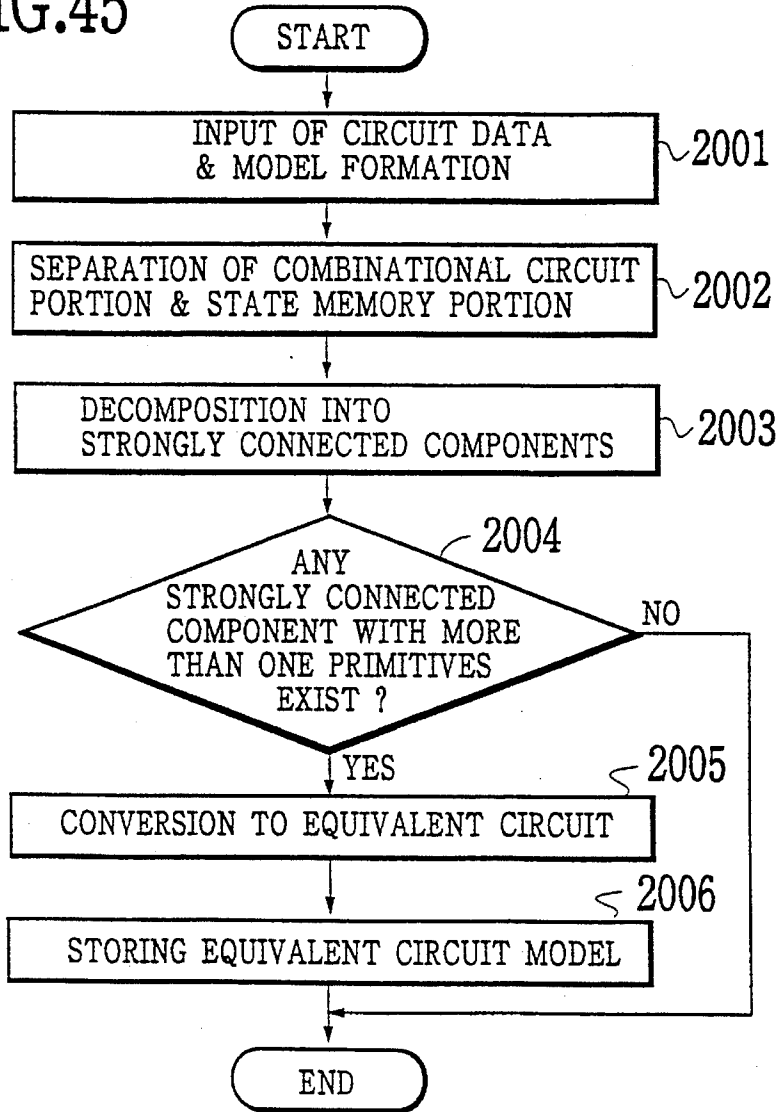 FIG.45
START
INPUT OF CIRCUIT DATA
& MODEL FORMATION
2001
SEPARATION OF COMBINATIONAL CIRCUIT
PORTION & STATE MEMORY PORTION
2002
DECOMPOSITION INTO
STRONGLY CONNECTED COMPONENTS
2003
2004
ANY
STRONGLY CONNECTED
COMPONENT WITH MORE
THAN ONE PRIMITIVES
EXIST ?
NO
YES
2005
CONVERSION TO EQUIVALENT CIRCUIT
2006
STORING EQUIVALENT CIRCUIT MODEL
END